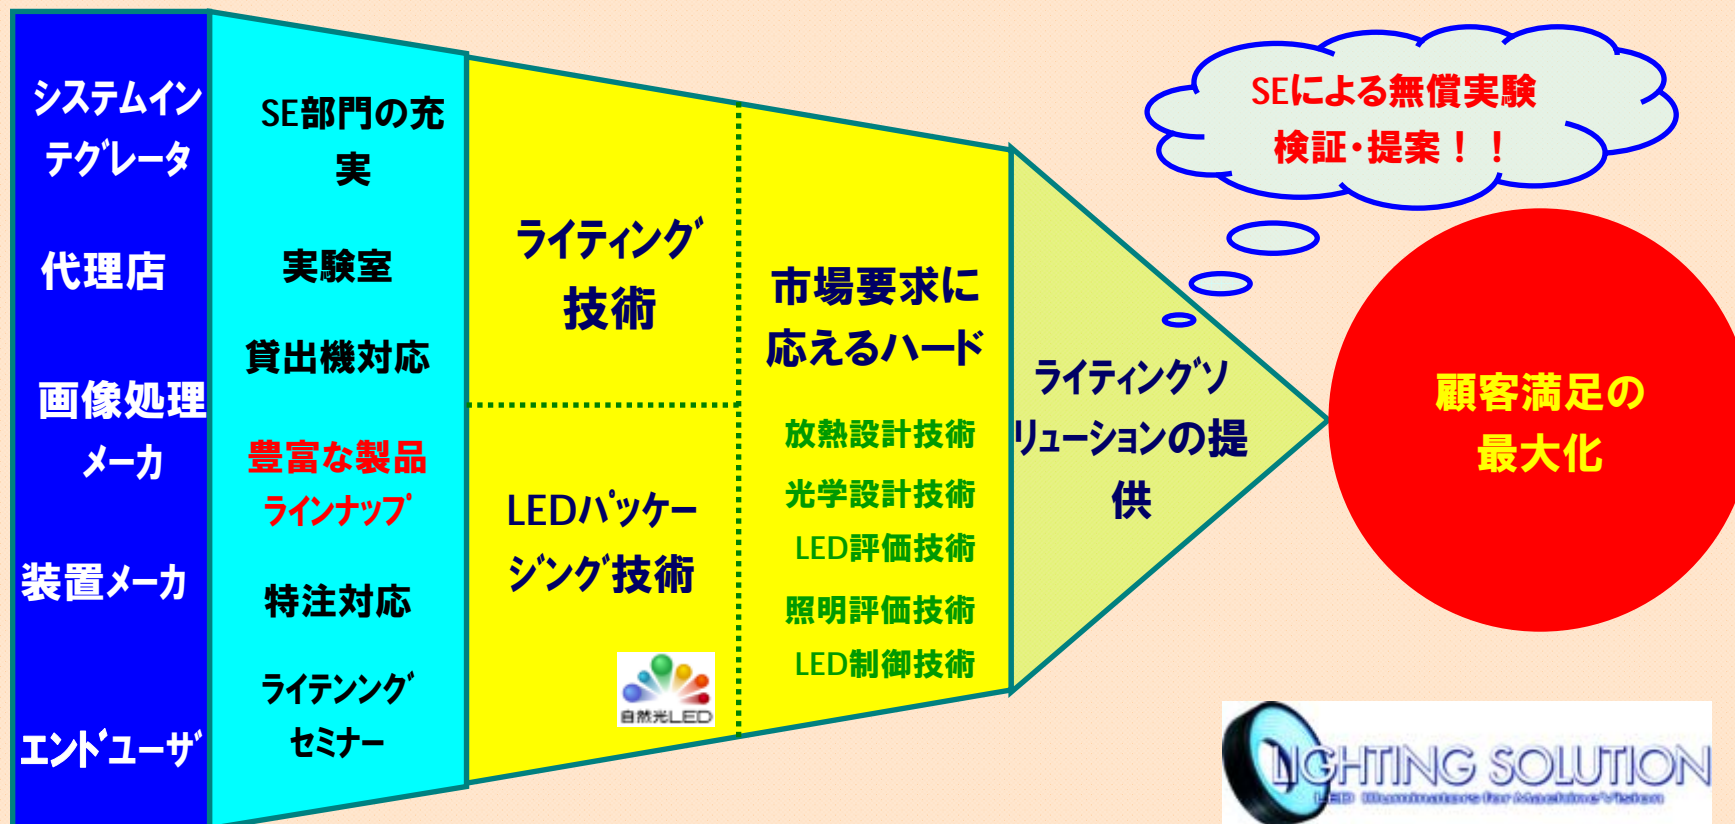 システムイン
テグレータ
代理店
画像処理
メーカ
装置メーカ
エンドユーザ
SE部門の充
実
実験室
貸出機対応
豊富な製品
ラインナップ
特注対応
ライテンング
セミナー
ライティング
技術
LEDパッケー
ジング技術
自然光LED
市場要求に
応えるハード
放熱設計技術
光学設計技術
LED評価技術
照明評価技術
LED制御技術
ライティングソ
リューションの提
供
SEによる無償実験
検証・提案！！
顧客満足の
最大化
LIGHTING SOLUTION
LED Illuminators for Machine Vision